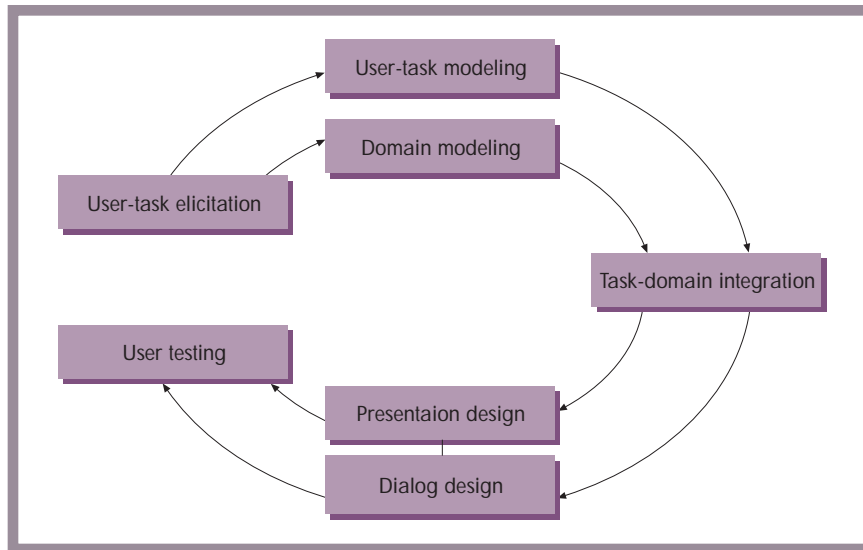 User-task modeling
Domain modeling
User-task elicitation
Task-domain integration
User testing
Presentaion design
Dialog design